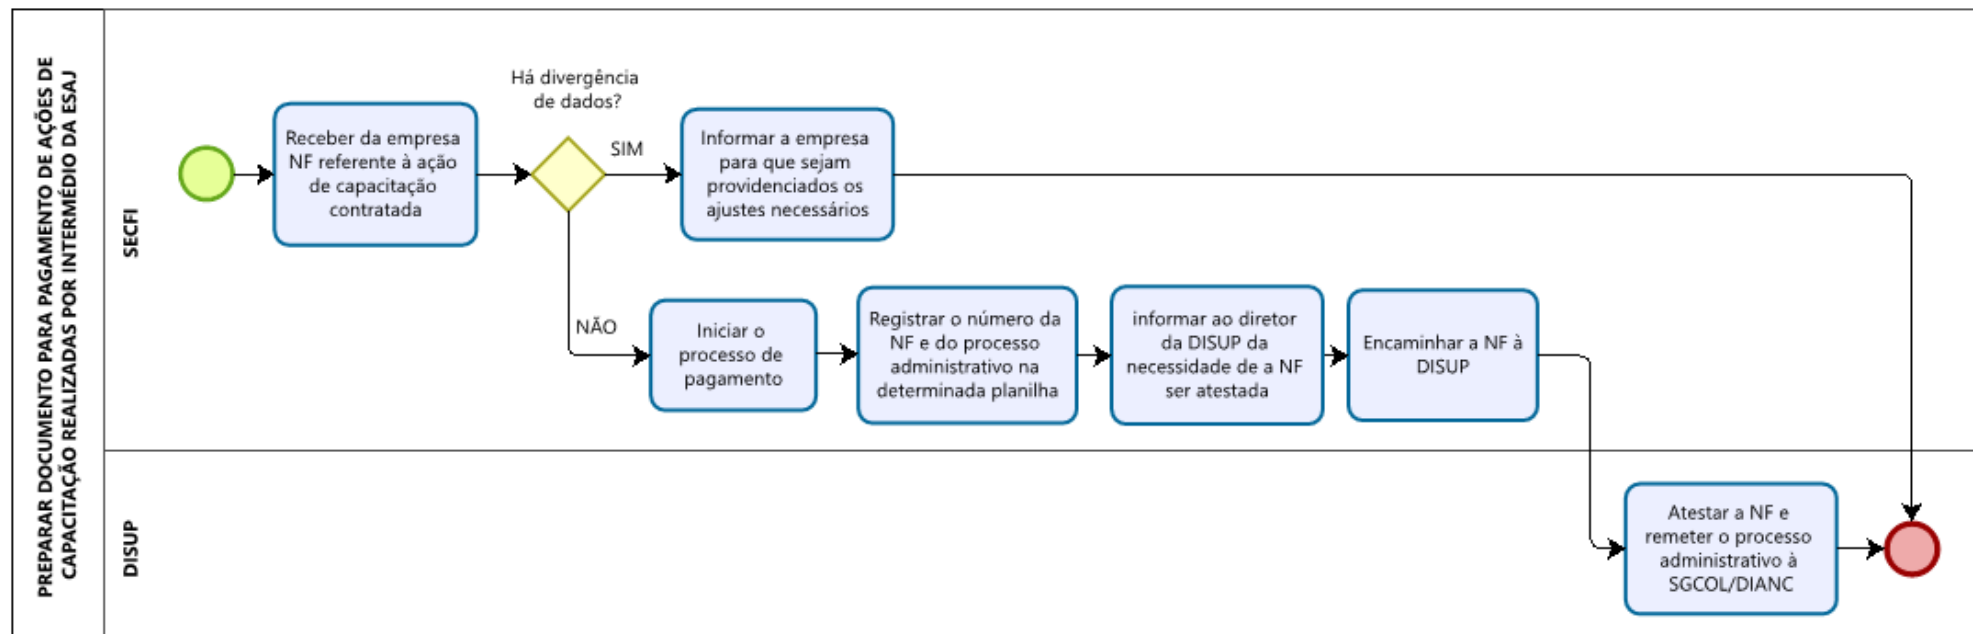 PREPARAR DOCUMENTO PARA PAGAMENTO DE AÇÕES DE
CAPACITAÇÃO REALIZADAS POR INTERMÉDIO DA ESAJ
SECFI
Receber da empresa
NF referente à ação
de capacitação
contratada
Há divergência
de dados?
SIM
Informar a empresa
para que sejam
providenciados os
ajustes necessários
NÃO
Iniciar o
processo de
pagamento
Registrar o número da
NF e do processo
administrativo na
determinada planilha
informar ao diretor
da DISUP da
necessidade de a NF
ser atestada
Encaminhar a NF à
DISUP
DISUP
Atestar a NF e
remeter o processo
administrativo à
SGCOL/DIANC